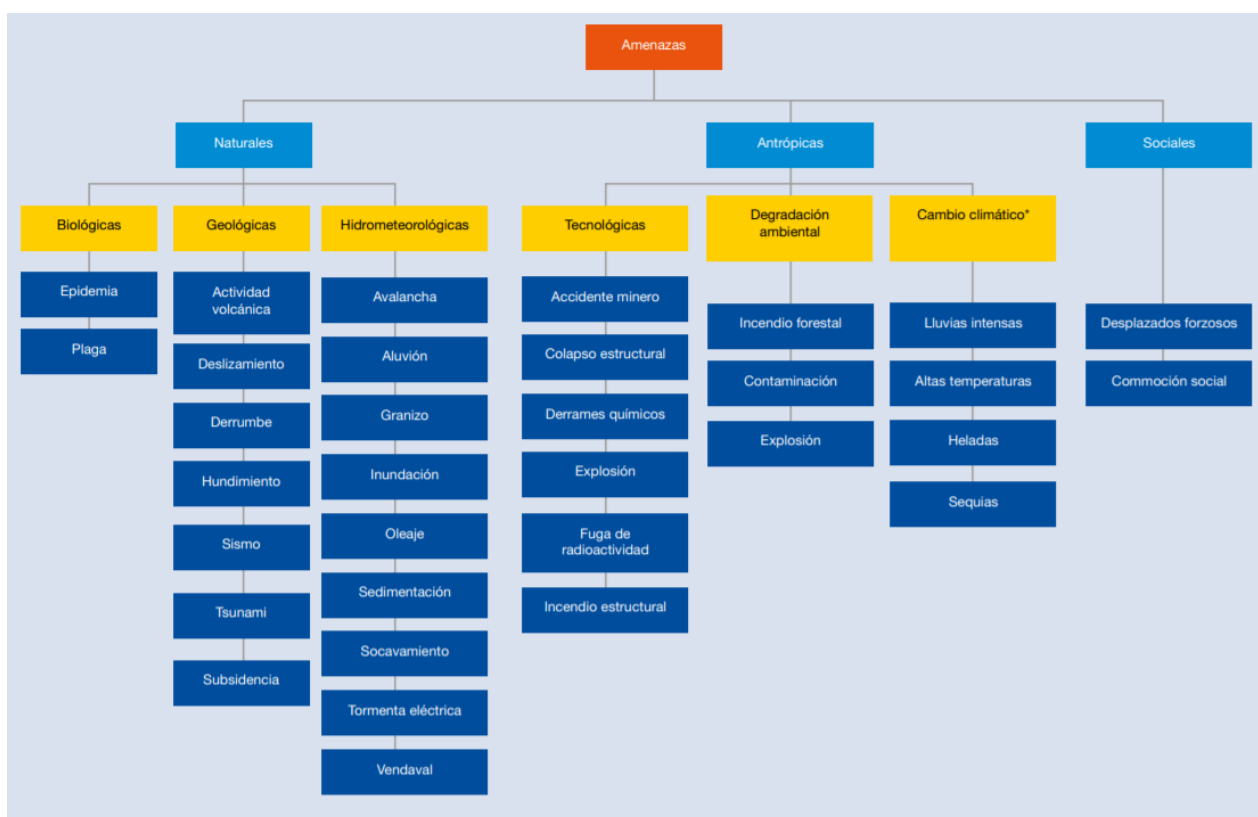 Amenazas
Naturales
Antrópicas
Sociales
Biológicas
Geológicas
Hidrometeorológicas
Tecnológicas
Degradación
ambiental
Cambio climático*
Epidemia
Plaga
Actividad
volcánica
Deslizamiento
Derrumbe
Hundimiento
Sismo
Tsunami
Subsidencia
Avalancha
Aluvión
Granizo
Inundación
Oleaje
Sedimentación
Socavamiento
Tormenta eléctrica
Vendaval
Accidente minero
Colapso estructural
Derrames químicos
Explosión
Fuga de
radioactividad
Incendio estructural
Incendio forestal
Contaminación
Explosión
Lluvias intensas
Altas temperaturas
Heladas
Sequias
Desplazados forzosos
Commoción social